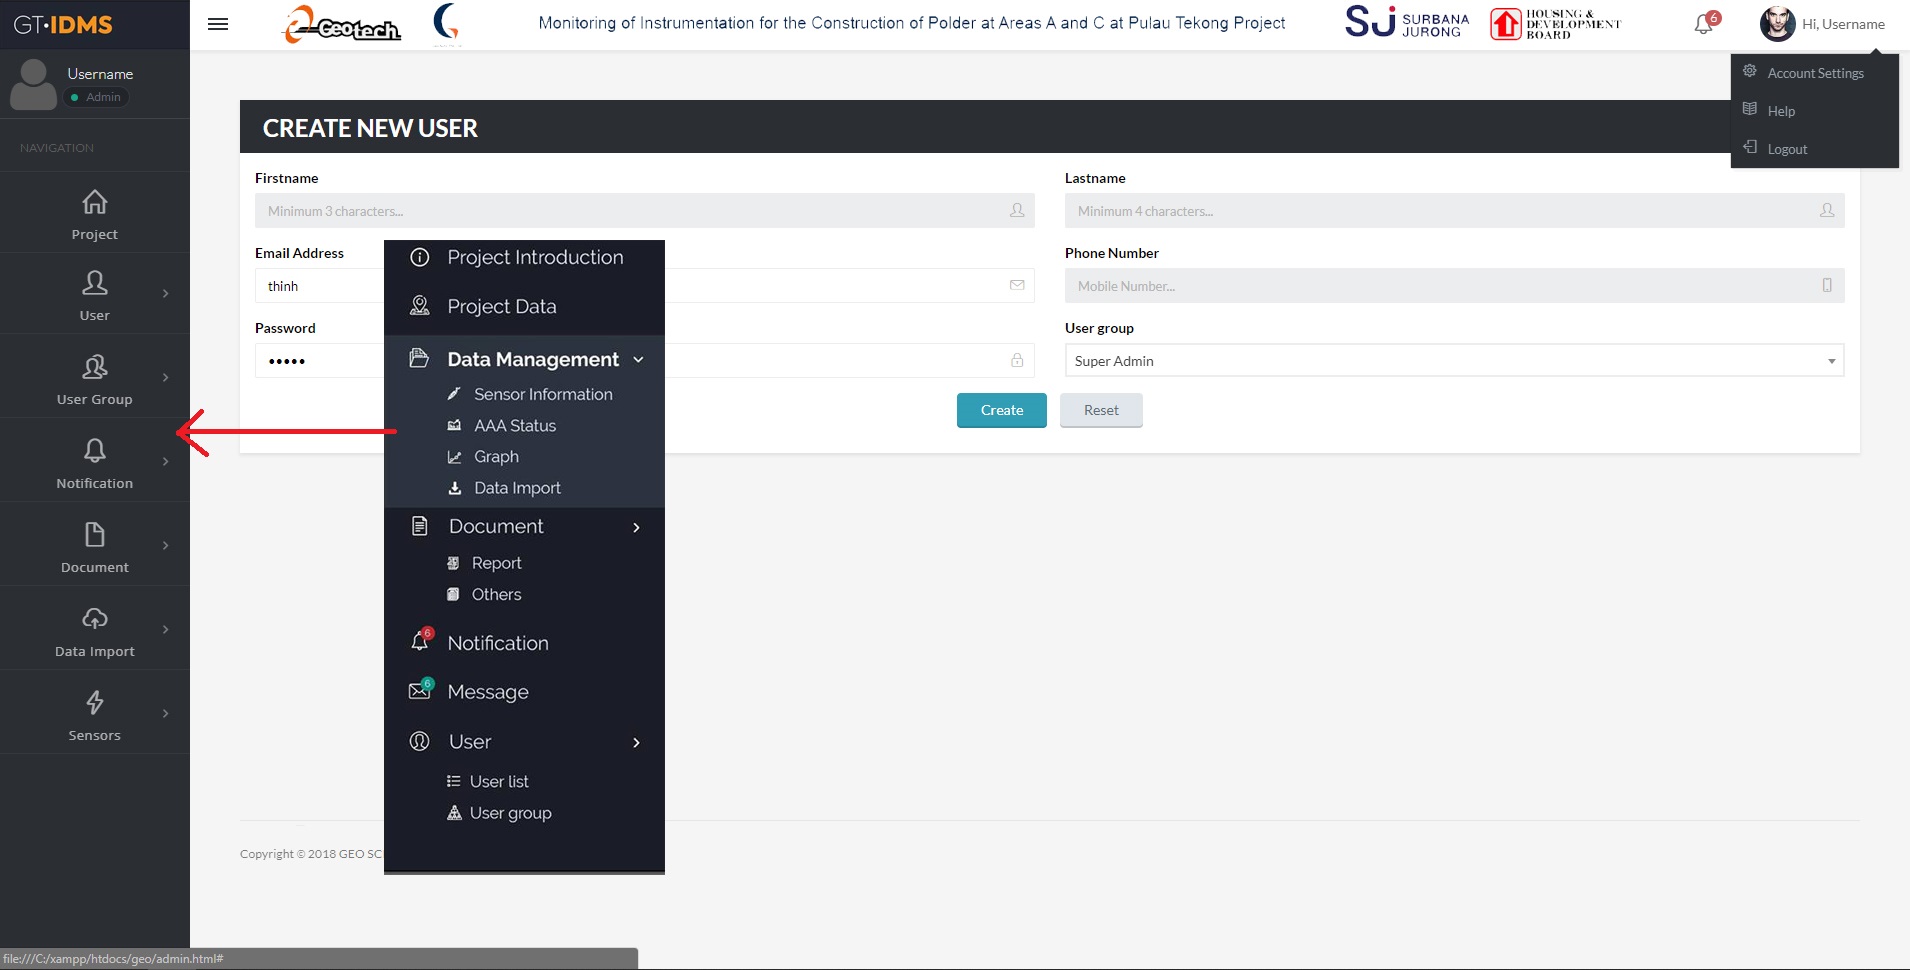 GT·IDMS
Username
Admin
NAVIGATION
Project
User
User Group
Notification
Document
Data Import
Sensors
e-Geotech
Monitoring of Instrumentation for the Construction of Polder at Areas A and C at Pulau Tekong Project
SJ SURBANA
JURONG
HOUSING &
DEVELOPMENT
BOARD
6
Hi, Username
Account Settings
Help
Logout
CREATE NEW USER
Firstname
Minimum 3 characters...
Lastname
Minimum 4 characters...
Email Address
thinh
Phone Number
Mobile Number...
Password
•••••
User group
Super Admin
Create
Reset
Project Introduction
Project Data
Data Management
Sensor Information
AAA Status
Graph
Data Import
Document
Report
Others
6
Notification
6
Message
User
User list
User group
Copyright © 2018 GEO SC
file:///C:/xampp/htdocs/geo/admin.html#